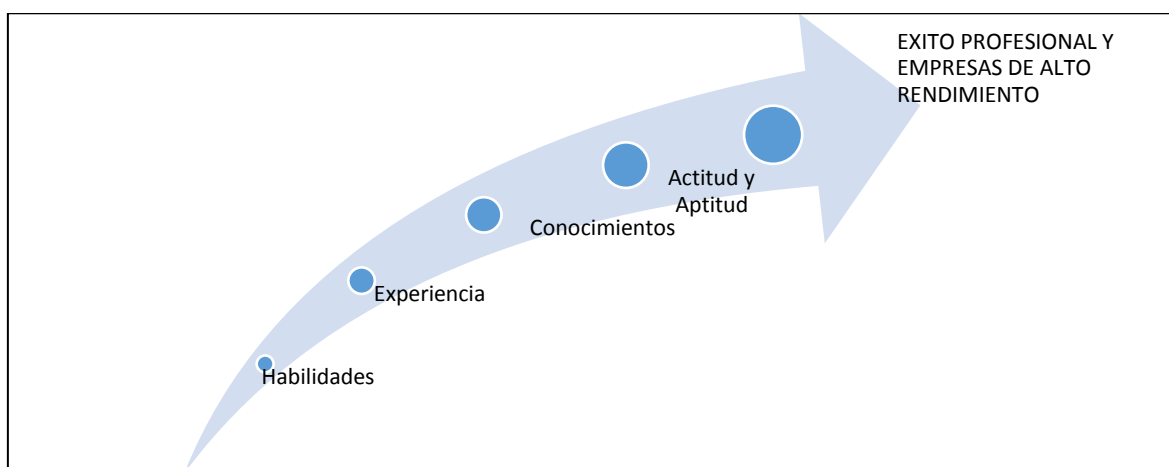 EXITO PROFESIONAL Y
EMPRESAS DE ALTO
RENDIMIENTO
Actitud y
Aptitud
Conocimientos
Experiencia
Habilidades